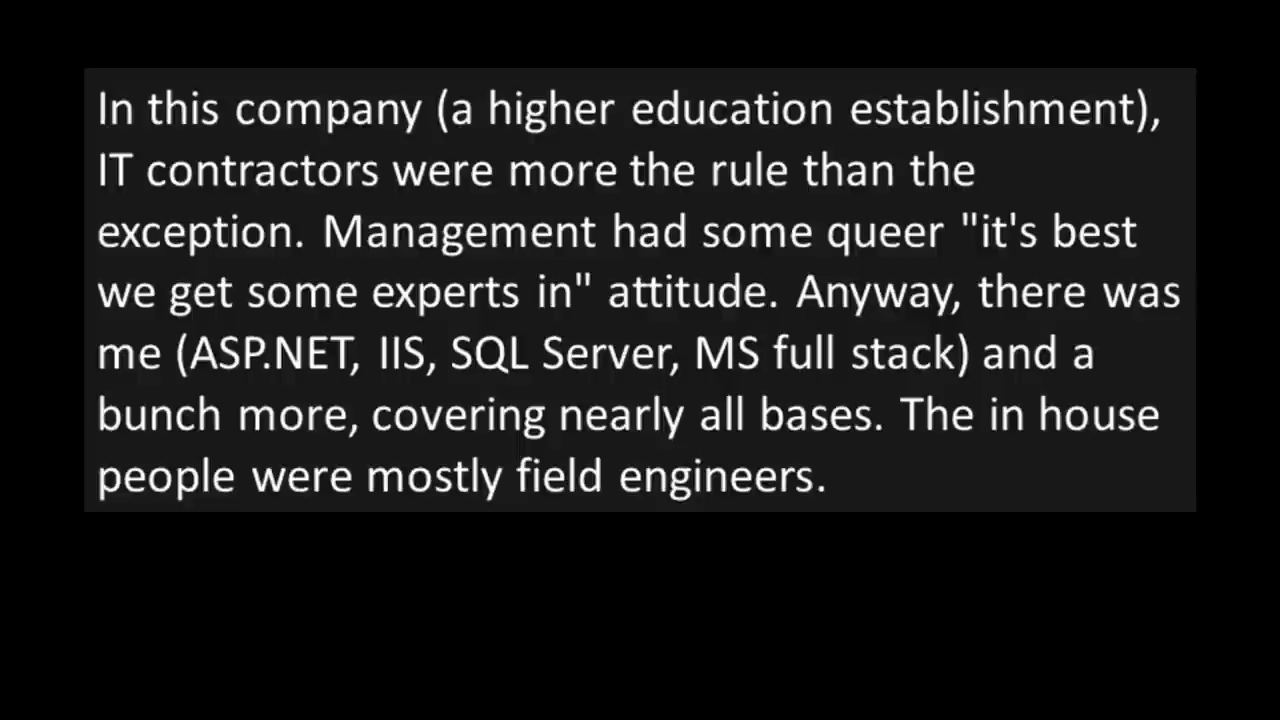 In this company (a higher education establishment),
IT contractors were more the rule than the
exception. Management had some queer "it's best
we get some experts in" attitude. Anyway, there was
me (ASP.NET, IIS, SQL Server, MS full stack) and a
bunch more, covering nearly all bases. The in house
people were mostly field engineers.